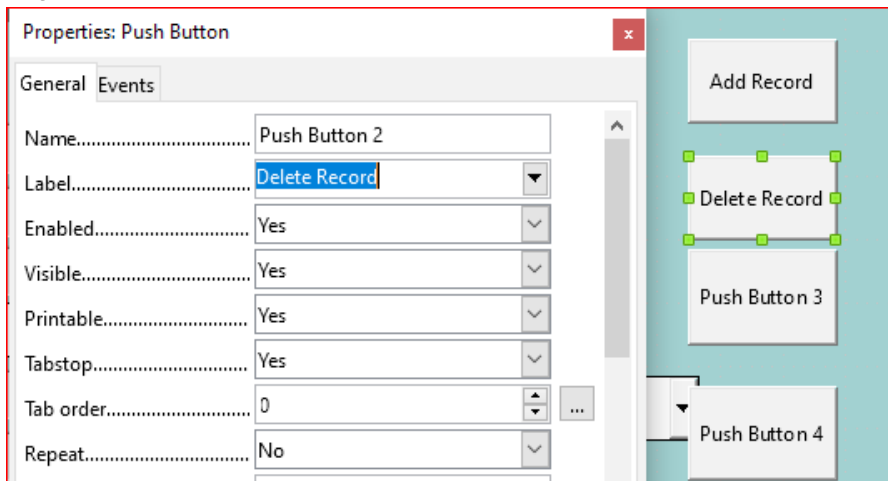 Properties: Push Button
x
General Events
Name................................. Push Button 2
Label................................. Delete Record
Enabled............................. Yes
Visible............................... Yes
Printable........................... Yes
Tabstop............................. Yes
Tab order.......................... 0 ...
Repeat............................... No
Add Record
Delete Record
Push Button 3
Push Button 4